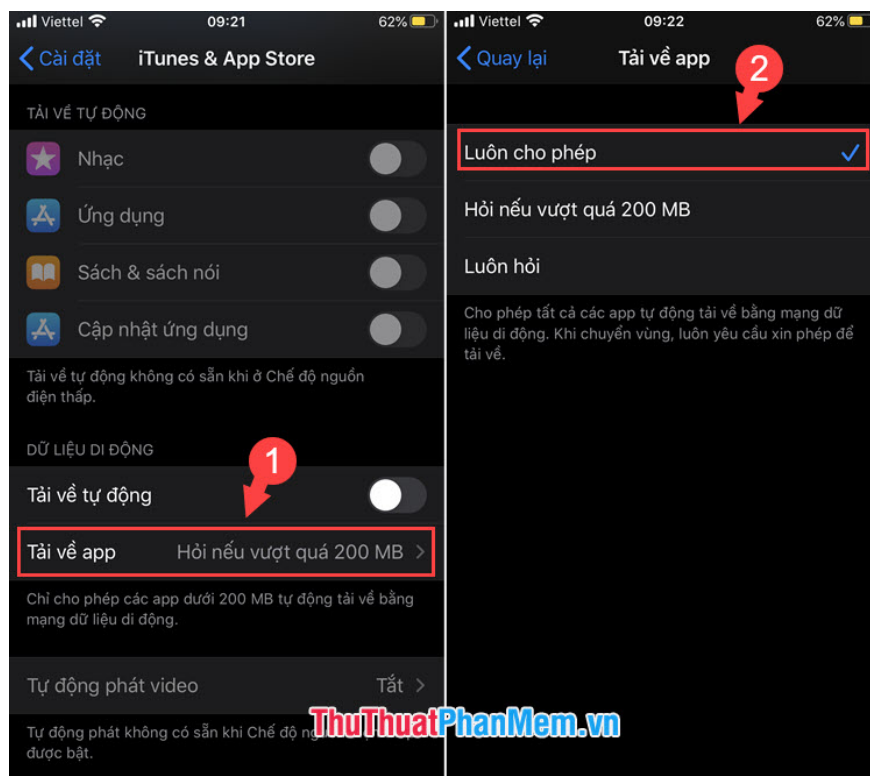 Viettel 09:21 62%
Cài đặt iTunes & App Store
TẢI VỀ TỰ ĐỘNG
Nhạc
Ứng dụng
Sách & sách nói
Cập nhật ứng dụng
Tải về tự động không có sẵn khi ở Chế độ nguồn
điện thấp.
DỮ LIỆU DI ĐỘNG
1
Tải về tự động
Tải về app Hỏi nếu vượt quá 200 MB
Chỉ cho phép các app dưới 200 MB tự động tải về bằng
mạng dữ liệu di động.
Tự động phát video Tắt
Tự động phát không có sẵn khi Chế độ
được bật.
Viettel 09:22 62%
Quay lại Tải về app
2
Luôn cho phép
Hỏi nếu vượt quá 200 MB
Luôn hỏi
Cho phép tất cả các app tự động tải về bằng mạng dữ
liệu di động. Khi chuyển vùng, luôn yêu cầu xin phép để
tải về.
ThuThuatPhanMem.vn